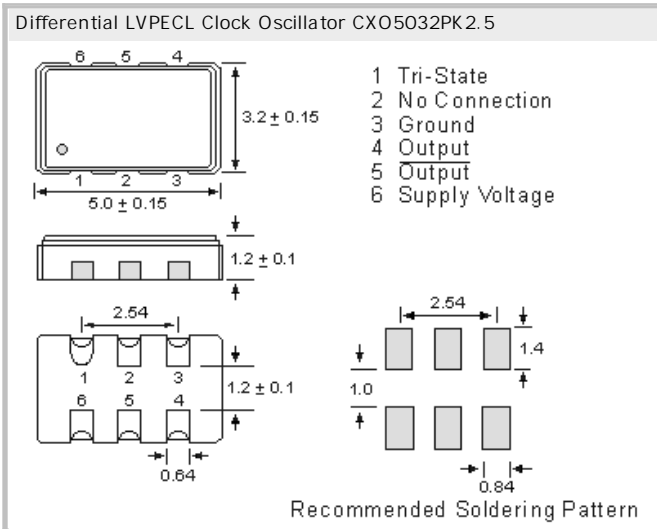 Differential LVPECL Clock Oscillator CXO5032PK2.5
6 5 4
3.2 ± 0.15
1 2 3
5.0 ± 0.15
1 Tri-State
2 No Connection
3 Ground
4 Output
5 Output
6 Supply Voltage
1.2 ± 0.1
2.54
1 2 3
6 5 4
1.2 ± 0.1
0.64
2.54
1.4
1.0
0.84
Recommended Soldering Pattern